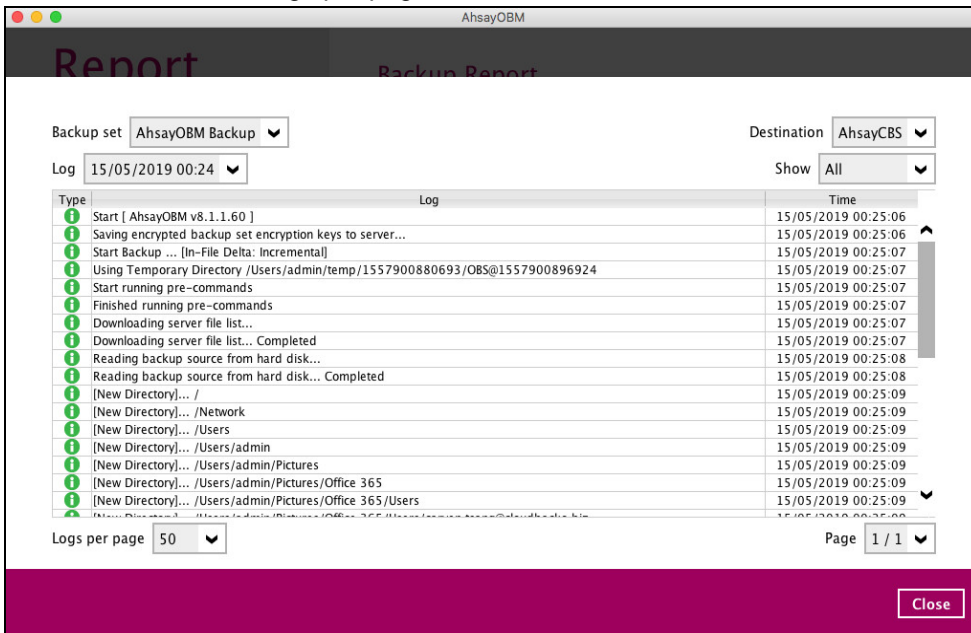 AhsayOBM
Report
Backup Report
Backup set AhsayOBM Backup Destination AhsayCBS
Log 15/05/2019 00:24 Show All
Type Log Time
Start [ AhsayOBM v8.1.1.60 ] 15/05/2019 00:25:06
Saving encrypted backup set encryption keys to server... 15/05/2019 00:25:06
Start Backup ... [In-File Delta: Incremental] 15/05/2019 00:25:07
Using Temporary Directory /Users/admin/temp/1557900880693/OBS@1557900896924 15/05/2019 00:25:07
Start running pre-commands 15/05/2019 00:25:07
Finished running pre-commands 15/05/2019 00:25:07
Downloading server file list... 15/05/2019 00:25:07
Downloading server file list... Completed 15/05/2019 00:25:07
Reading backup source from hard disk... 15/05/2019 00:25:08
Reading backup source from hard disk... Completed 15/05/2019 00:25:08
[New Directory]... / 15/05/2019 00:25:09
[New Directory]... /Network 15/05/2019 00:25:09
[New Directory]... /Users 15/05/2019 00:25:09
[New Directory]... /Users/admin 15/05/2019 00:25:09
[New Directory]... /Users/admin/Pictures 15/05/2019 00:25:09
[New Directory]... /Users/admin/Pictures/Office 365 15/05/2019 00:25:09
[New Directory]... /Users/admin/Pictures/Office 365/Users 15/05/2019 00:25:09
Logs per page 50 Page 1 / 1
Close